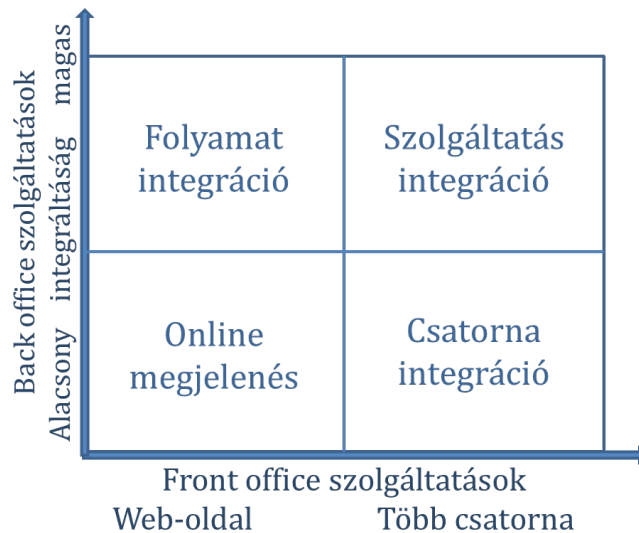 Back office szolgáltatások
Alacsony integráltáság magas
Folyamat
integráció
Szolgáltatás
integráció
Online
megjelenés
Csatorna
integráció
Front office szolgáltatások
Web-oldal
Több csatorna